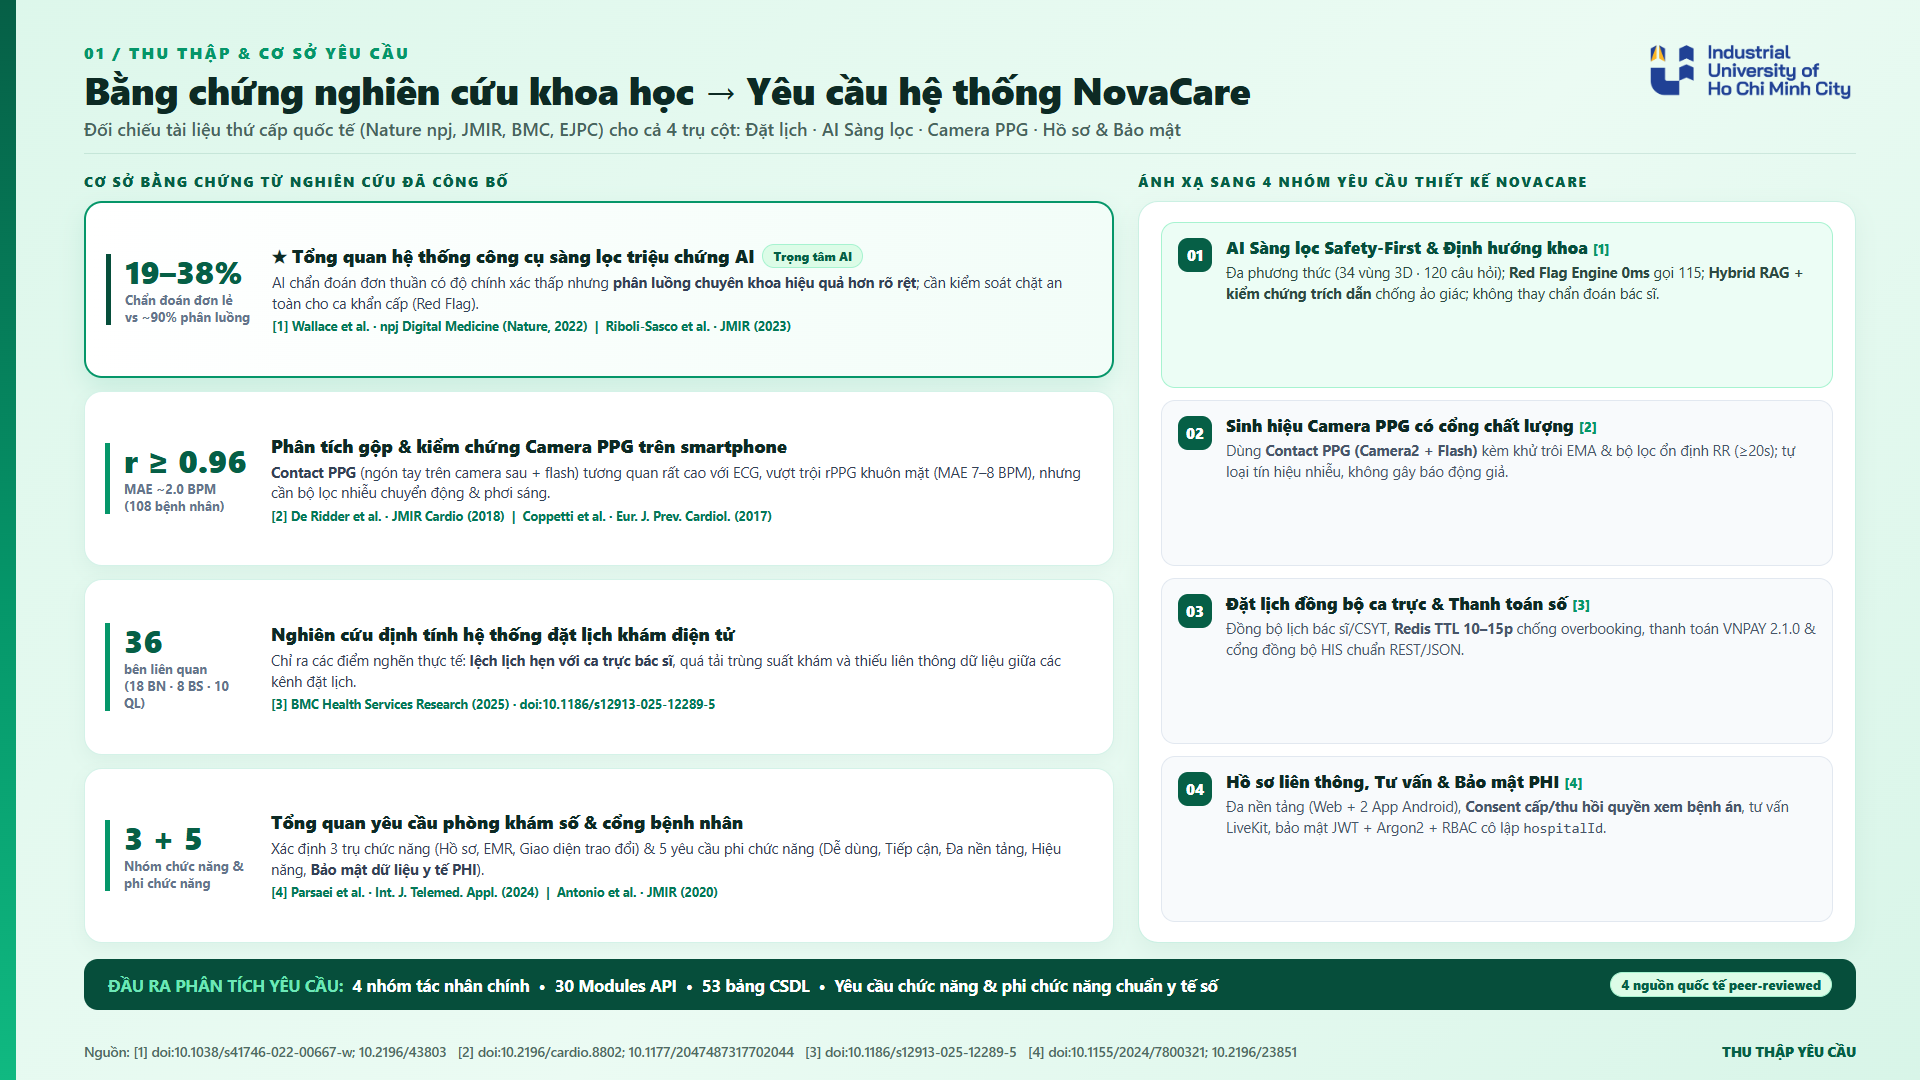 01 / THU THẬP & CƠ SỞ YÊU CẦU
Bằng chứng nghiên cứu khoa học → Yêu cầu hệ thống NovaCare
Đối chiếu tài liệu thứ cấp quốc tế (Nature npj, JMIR, BMC, EJPC) cho cả 4 trụ cột: Đặt lịch · AI Sàng lọc · Camera PPG · Hồ sơ & Bảo mật
Industrial
University of
Ho Chi Minh City
CƠ SỞ BẰNG CHỨNG TỪ NGHIÊN CỨU ĐÃ CÔNG BỐ
19–38%
Chẩn đoán đơn lẻ
vs ~90% phân luồng
★ Tổng quan hệ thống công cụ sàng lọc triệu chứng AI
Trọng tâm AI
AI chẩn đoán đơn thuần có độ chính xác thấp nhưng phân luồng chuyên khoa hiệu quả hơn rõ rệt; cần kiểm soát chặt an
toàn cho ca khẩn cấp (Red Flag).
[1] Wallace et al. · npj Digital Medicine (Nature, 2022) | Riboli-Sasco et al. · JMIR (2023)
r ≥ 0.96
MAE ~2.0 BPM
(108 bệnh nhân)
Phân tích gộp & kiểm chứng Camera PPG trên smartphone
Contact PPG (ngón tay trên camera sau + flash) tương quan rất cao với ECG, vượt trội rPPG khuôn mặt (MAE 7–8 BPM), nhưng
cần bộ lọc nhiễu chuyển động & phơi sáng.
[2] De Ridder et al. · JMIR Cardio (2018) | Coppetti et al. · Eur. J. Prev. Cardiol. (2017)
36
bên liên quan
(18 BN · 8 BS · 10
QL)
Nghiên cứu định tính hệ thống đặt lịch khám điện tử
Chỉ ra các điểm nghẽn thực tế: lệch lịch hẹn với ca trực bác sĩ, quá tải trùng suất khám và thiếu liên thông dữ liệu giữa các
kênh đặt lịch.
[3] BMC Health Services Research (2025) · doi:10.1186/s12913-025-12289-5
3 + 5
Nhóm chức năng &
phi chức năng
Tổng quan yêu cầu phòng khám số & cổng bệnh nhân
Xác định 3 trụ chức năng (Hồ sơ, EMR, Giao diện trao đổi) & 5 yêu cầu phi chức năng (Dễ dùng, Tiếp cận, Đa nền tảng, Hiệu
năng, Bảo mật dữ liệu y tế PHI).
[4] Parsaei et al. · Int. J. Telemed. Appl. (2024) | Antonio et al. · JMIR (2020)
ÁNH XẠ SANG 4 NHÓM YÊU CẦU THIẾT KẾ NOVACARE
01
AI Sàng lọc Safety-First & Định hướng khoa [1]
Đa phương thức (34 vùng 3D · 120 câu hỏi); Red Flag Engine 0ms gọi 115; Hybrid RAG +
kiểm chứng trích dẫn chống ảo giác; không thay chẩn đoán bác sĩ.
02
Sinh hiệu Camera PPG có cổng chất lượng [2]
Dùng Contact PPG (Camera2 + Flash) kèm khử trôi EMA & bộ lọc ổn định RR (≥20s); tự
loại tín hiệu nhiễu, không gây báo động giả.
03
Đặt lịch đồng bộ ca trực & Thanh toán số [3]
Đồng bộ lịch bác sĩ/CSYT, Redis TTL 10–15p chống overbooking, thanh toán VNPAY 2.1.0 &
cổng đồng bộ HIS chuẩn REST/JSON.
04
Hồ sơ liên thông, Tư vấn & Bảo mật PHI [4]
Đa nền tảng (Web + 2 App Android), Consent cấp/thu hồi quyền xem bệnh án, tư vấn
LiveKit, bảo mật JWT + Argon2 + RBAC cô lập hospitalId.
ĐẦU RA PHÂN TÍCH YÊU CẦU: 4 nhóm tác nhân chính • 30 Modules API • 53 bảng CSDL • Yêu cầu chức năng & phi chức năng chuẩn y tế số
4 nguồn quốc tế peer-reviewed
Nguồn: [1] doi:10.1038/s41746-022-00667-w; 10.2196/43803 [2] doi:10.2196/cardio.8802; 10.1177/2047487317702044 [3] doi:10.1186/s12913-025-12289-5 [4] doi:10.1155/2024/7800321; 10.2196/23851
THU THẬP YÊU CẦU